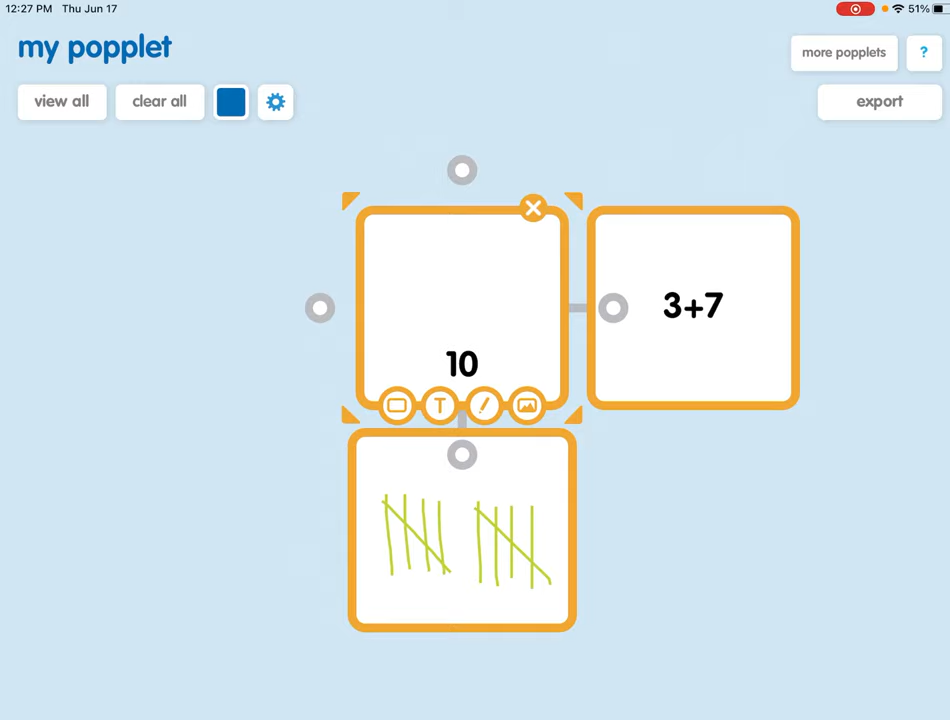 12:27 PM Thu Jun 17
51%
my popplet
more popplets
?
view all
clear all
export
10
3+7
T